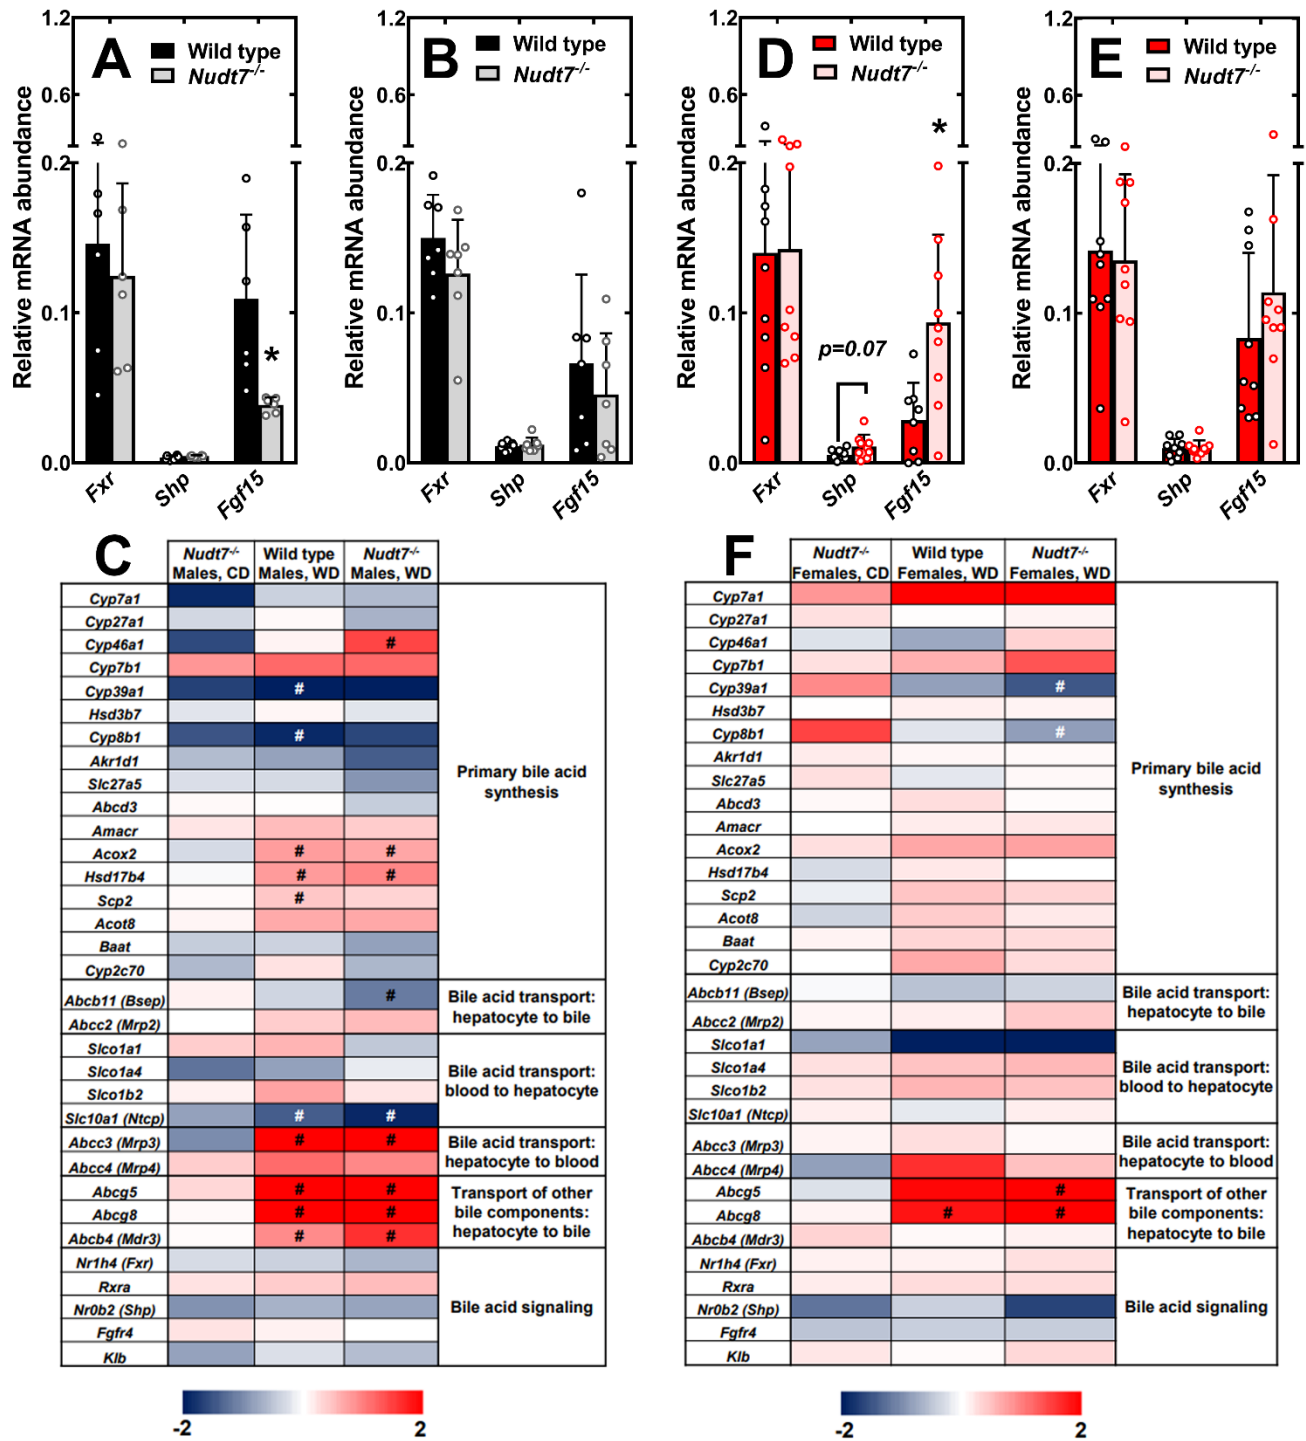 A
Wild type
Nudt7-/-
Relative mRNA abundance
1.2
0.6
0.2
0.1
0.0
Fxr
Shp
Fgf15
*
B
Wild type
Nudt7-/-
Relative mRNA abundance
1.2
0.6
0.2
0.1
0.0
Fxr
Shp
Fgf15
D
Wild type
Nudt7-/-
Relative mRNA abundance
1.2
0.6
0.2
0.1
0.0
p=0.07
*
Fxr
Shp
Fgf15
E
Wild type
Nudt7-/-
Relative mRNA abundance
1.2
0.6
0.2
0.1
0.0
Fxr
Shp
Fgf15
C
Nudt7-/- Wild type Nudt7-/-
Males, CD Males, WD Males, WD
Cyp7a1
Cyp27a1
Cyp46a1 #
Cyp7b1
Cyp39a1 #
Hsd3b7
Cyp8b1 #
Akr1d1
Slc27a5
Abcd3
Amacr
Acox2 # #
Hsd17b4 # #
Scp2 #
Acot8
Baat
Cyp2c70
Primary bile acid
synthesis
Abcb11 (Bsep) #
Abcc2 (Mrp2)
Bile acid transport:
hepatocyte to bile
Slco1a1
Slco1a4
Slco1b2
Slc10a1 (Ntcp) # #
Bile acid transport:
blood to hepatocyte
Abcc3 (Mrp3) # #
Abcc4 (Mrp4)
Bile acid transport:
hepatocyte to blood
Abcg5 # #
Abcg8 # #
Abcb4 (Mdr3) # #
Transport of other
bile components:
hepatocyte to bile
Nr1h4 (Fxr)
Rxra
Nr0b2 (Shp)
Fgfr4
Klb
Bile acid signaling
-2 2
F
Nudt7-/- Wild type Nudt7-/-
Females, CD Females, WD Females, WD
Cyp7a1
Cyp27a1
Cyp46a1
Cyp7b1
Cyp39a1 #
Hsd3b7
Cyp8b1 #
Akr1d1
Slc27a5
Abcd3
Amacr
Acox2
Hsd17b4
Scp2
Acot8
Baat
Cyp2c70
Primary bile acid
synthesis
Abcb11 (Bsep)
Abcc2 (Mrp2)
Bile acid transport:
hepatocyte to bile
Slco1a1
Slco1a4
Slco1b2
Slc10a1 (Ntcp)
Bile acid transport:
blood to hepatocyte
Abcc3 (Mrp3)
Abcc4 (Mrp4)
Bile acid transport:
hepatocyte to blood
Abcg5 #
Abcg8 # #
Abcb4 (Mdr3)
Transport of other
bile components:
hepatocyte to bile
Nr1h4 (Fxr)
Rxra
Nr0b2 (Shp)
Fgfr4
Klb
Bile acid signaling
-2 2